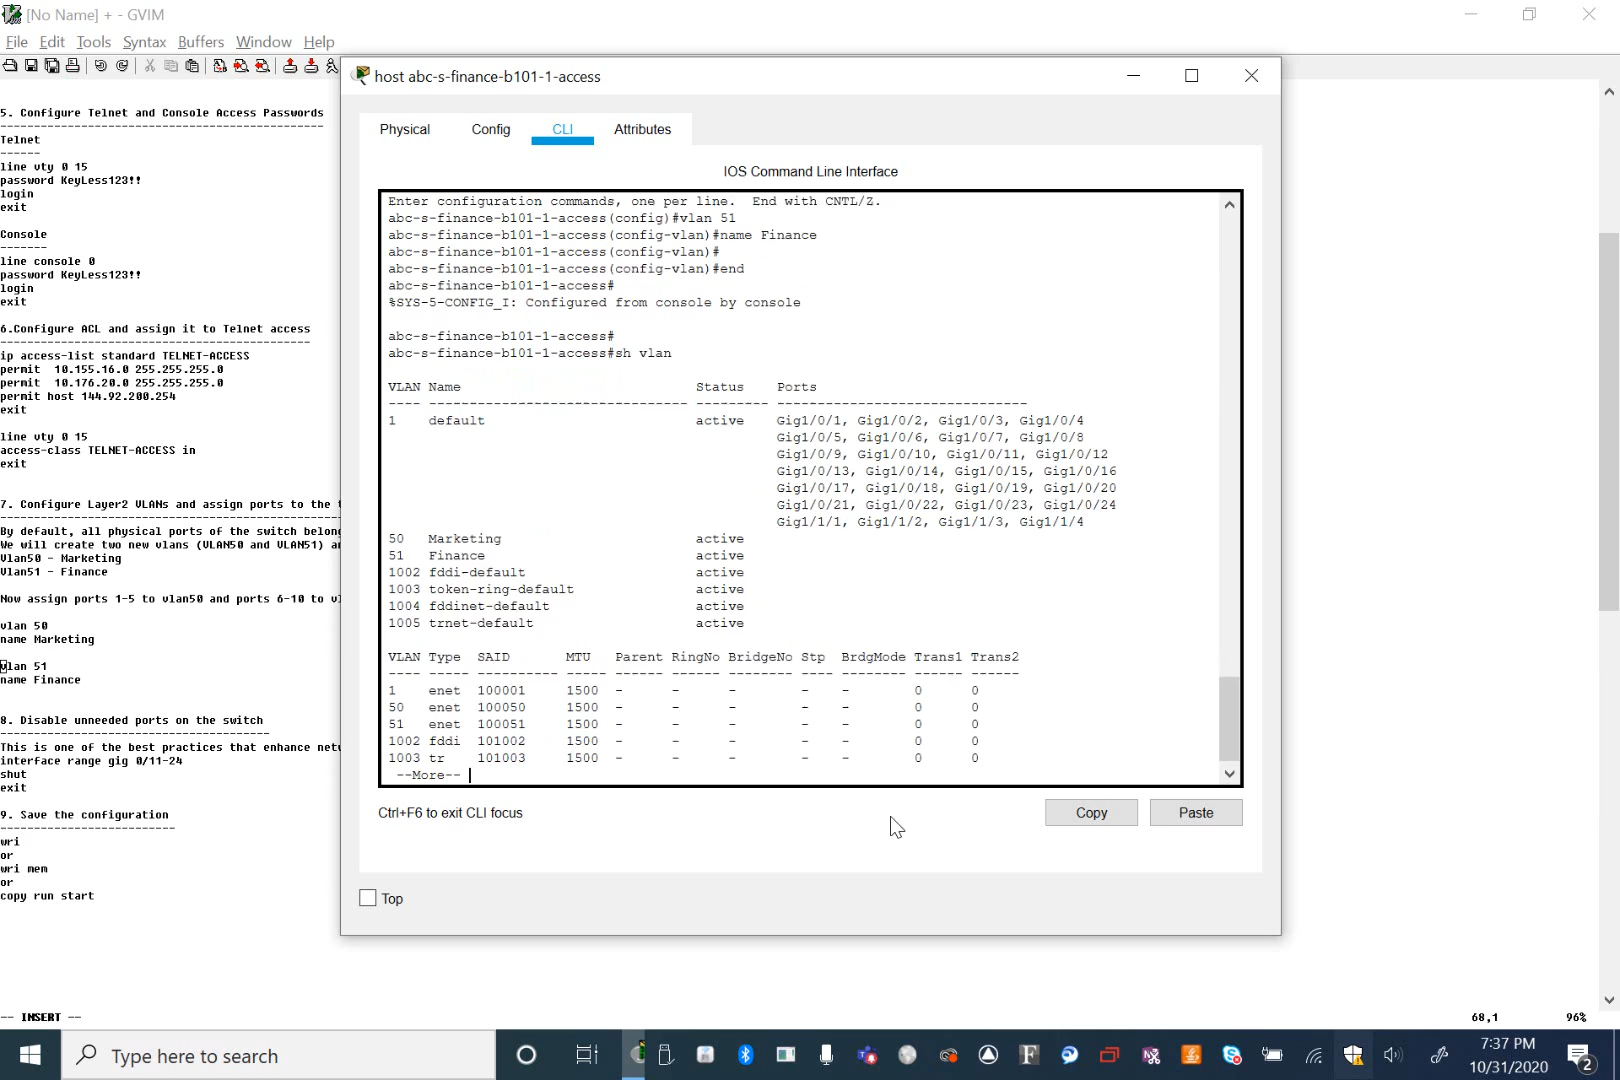 [No Name] + - GVIM
File Edit Tools Syntax Buffers Window Help
5. Configure Telnet and Console Access Passwords
------------------------------------------------
Telnet
------
line vty 0 15
password KeyLess123!!
login
exit
Console
-------
line console 0
password KeyLess123!!
login
exit
6.Configure ACL and assign it to Telnet access
----------------------------------------------
ip access-list standard TELNET-ACCESS
permit  10.155.16.0 255.255.255.0
permit  10.176.20.0 255.255.255.0
permit host 144.92.200.254
exit
line vty 0 15
access-class TELNET-ACCESS in
exit
7. Configure Layer2 VLANs and assign ports to the
--------------------------------------------------
By default, all physical ports of the switch belon
We will create two new vlans (VLAN50 and VLAN51)
Vlan50 - Marketing
Vlan51 - Finance
Now assign ports 1-5 to vlan50 and ports 6-10 to
vlan 50
name Marketing
vlan 51
name Finance
8. Disable unneeded ports on the switch
----------------------------------------
This is one of the best practices that enhance
interface range gig 0/11-24
shut
exit
9. Save the configuration
--------------------------
wri
or
wri mem
or
copy run start
-- INSERT --
68,1 96%
host abc-s-finance-b101-1-access
Physical Config CLI Attributes
IOS Command Line Interface
Enter configuration commands, one per line.  End with CNTL/Z.
abc-s-finance-b101-1-access(config)#vlan 51
abc-s-finance-b101-1-access(config-vlan)#name Finance
abc-s-finance-b101-1-access(config-vlan)#
abc-s-finance-b101-1-access(config-vlan)#end
abc-s-finance-b101-1-access#
%SYS-5-CONFIG_I: Configured from console by console
abc-s-finance-b101-1-access#
abc-s-finance-b101-1-access#sh vlan
VLAN Name Status Ports
---- -------------------------------- --------- -------------------------------
1 default active Gig1/0/1, Gig1/0/2, Gig1/0/3, Gig1/0/4
Gig1/0/5, Gig1/0/6, Gig1/0/7, Gig1/0/8
Gig1/0/9, Gig1/0/10, Gig1/0/11, Gig1/0/12
Gig1/0/13, Gig1/0/14, Gig1/0/15, Gig1/0/16
Gig1/0/17, Gig1/0/18, Gig1/0/19, Gig1/0/20
Gig1/0/21, Gig1/0/22, Gig1/0/23, Gig1/0/24
Gig1/1/1, Gig1/1/2, Gig1/1/3, Gig1/1/4
50 Marketing active
51 Finance active
1002 fddi-default active
1003 token-ring-default active
1004 fddinet-default active
1005 trnet-default active
VLAN Type SAID MTU Parent RingNo BridgeNo Stp BrdgMode Trans1 Trans2
---- ----- ---------- ----- ------ ------ -------- ---- -------- ------ ------
1 enet 100001 1500 - - - - - 0 0
50 enet 100050 1500 - - - - - 0 0
51 enet 100051 1500 - - - - - 0 0
1002 fddi 101002 1500 - - - - - 0 0
1003 tr 101003 1500 - - - - - 0 0
--More--
Ctrl+F6 to exit CLI focus
Copy Paste
Top
Type here to search
7:37 PM
10/31/2020
2